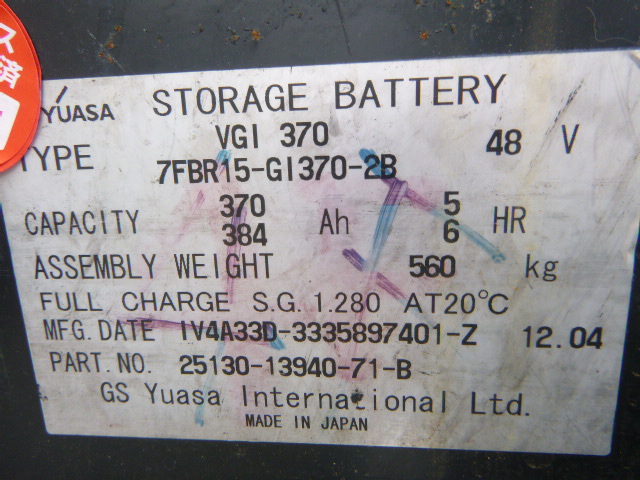 ス
済
YUASA STORAGE BATTERY
TYPE VGI 370 48 V
7FBR15-GI370-2B
CAPACITY 370 Ah 5 HR
384 6
ASSEMBLY WEIGHT 560 kg
FULL CHARGE S.G. 1.280 AT20°C
MFG. DATE IV4A33D-3335897401-Z 12.04
PART.NO. 25130-13940-71-B
GS Yuasa International Ltd.
MADE IN JAPAN